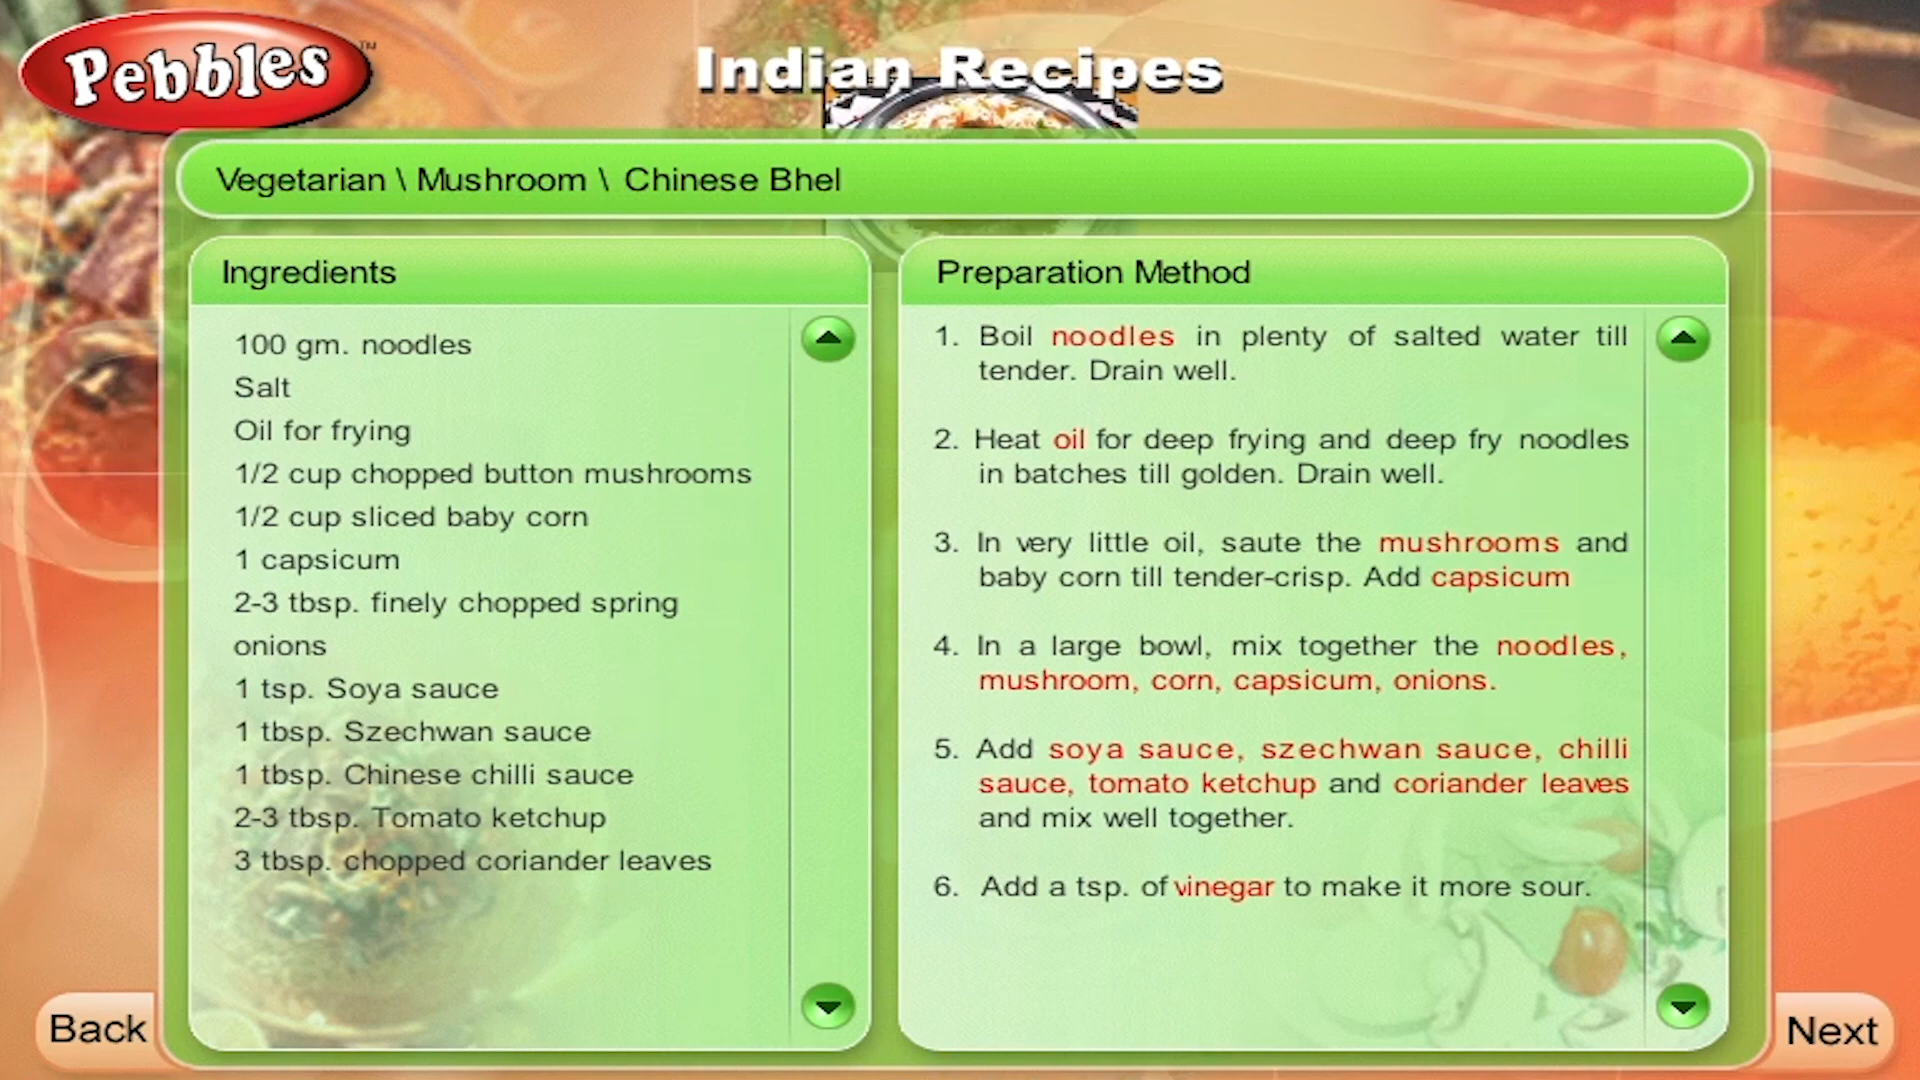 Pebbles™
Indian Recipes
Vegetarian \ Mushroom \ Chinese Bhel
Ingredients
100 gm. noodles
Salt
Oil for frying
1/2 cup chopped button mushrooms
1/2 cup sliced baby corn
1 capsicum
2-3 tbsp. finely chopped spring
onions
1 tsp. Soya sauce
1 tbsp. Szechwan sauce
1 tbsp. Chinese chilli sauce
2-3 tbsp. Tomato ketchup
3 tbsp. chopped coriander leaves
Preparation Method
1. Boil noodles in plenty of salted water till
tender. Drain well.
2. Heat oil for deep frying and deep fry noodles
in batches till golden. Drain well.
3. In very little oil, saute the mushrooms and
baby corn till tender-crisp. Add capsicum
4. In a large bowl, mix together the noodles,
mushroom, corn, capsicum, onions.
5. Add soya sauce, szechwan sauce, chilli
sauce, tomato ketchup and coriander leaves
and mix well together.
6. Add a tsp. of vinegar to make it more sour.
Back
Next